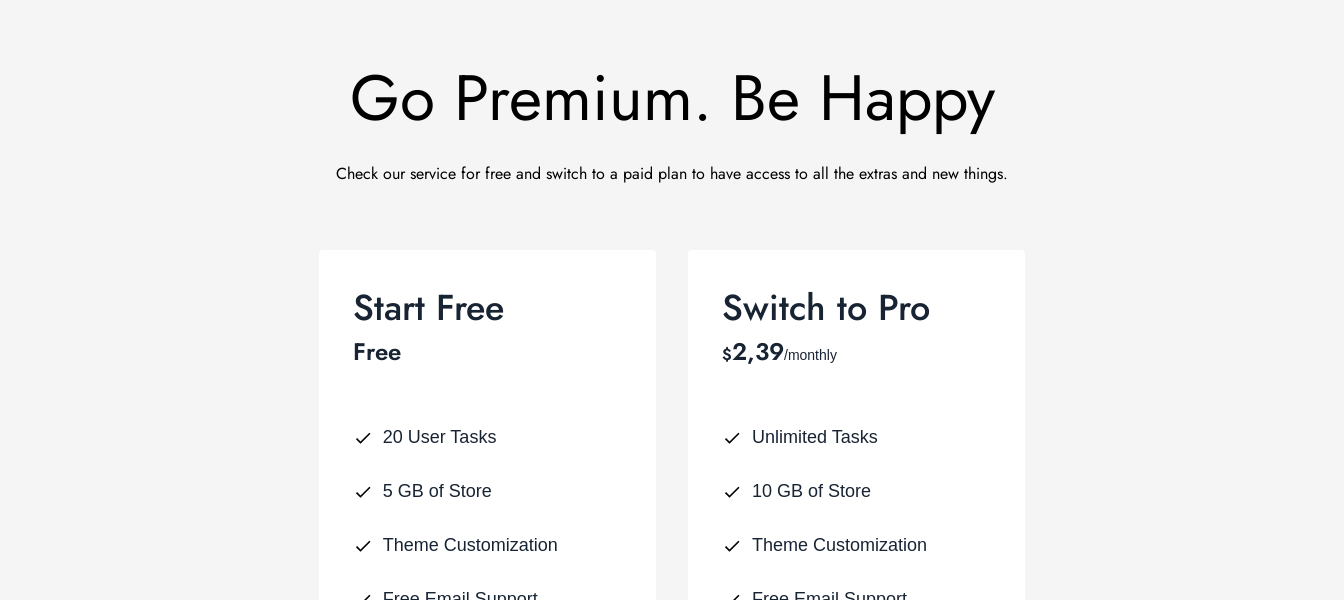 Go Premium. Be Happy
Check our service for free and switch to a paid plan to have access to all the extras and new things.
Start Free
Free
20 User Tasks
5 GB of Store
Theme Customization
Free Email Support
Switch to Pro
$2,39/monthly
Unlimited Tasks
10 GB of Store
Theme Customization
Free Email Support